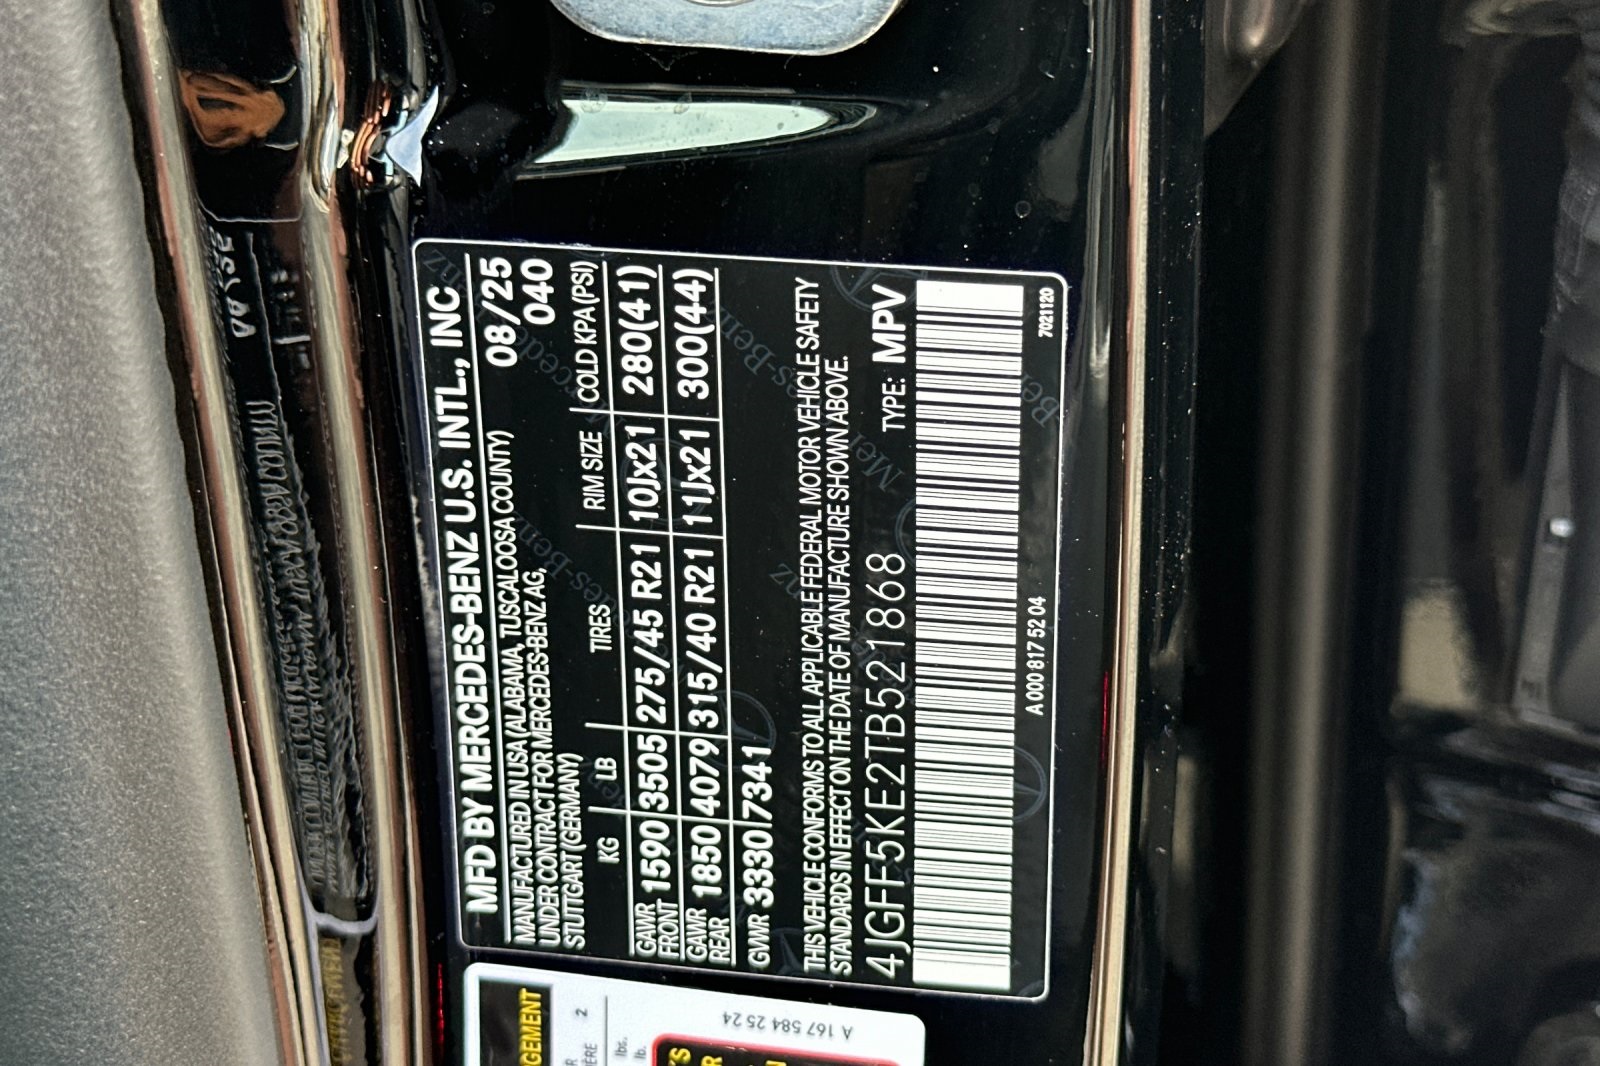 MFD BY MERCEDES-BENZ U.S. INTL., INC
MANUFACTURED IN USA (ALABAMA, TUSCALOOSA COUNTY) 08/25
UNDER CONTRACT FOR MERCEDES-BENZ AG, 040
STUTTGART (GERMANY)
KG LB TIRES RIM SIZE COLD KPA (PSI)
GAWR FRONT 1590 3505 275/45 R21 10Jx21 280(41)
GAWR REAR 1850 4079 315/40 R21 11Jx21 300(44)
GVWR 3330 7341
THIS VEHICLE CONFORMS TO ALL APPLICABLE FEDERAL MOTOR VEHICLE SAFETY
STANDARDS IN EFFECT ON THE DATE OF MANUFACTURE SHOWN ABOVE.
4JGFF5KE2TB521868 TYPE: MPV
A 000 817 52 04 7021120
A 167 584 25 24
2
lbs.
lb.